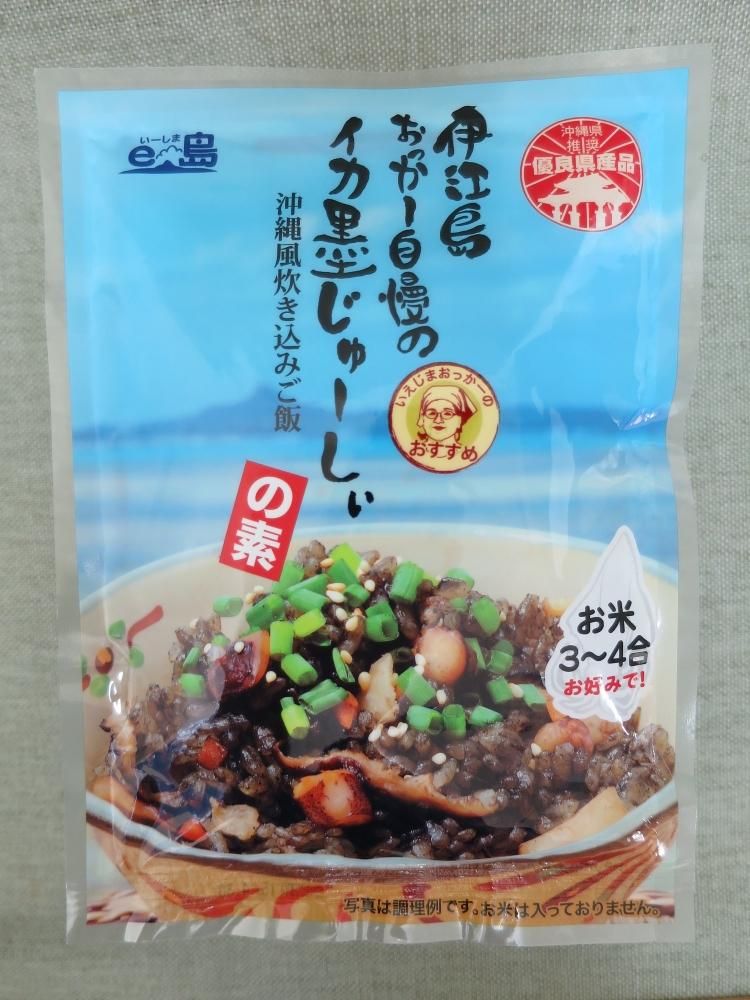 いーしま
e島
沖縄県
推奨
優良県産品
伊江島
おっかー自慢の
イカ墨じゅーしぃ
沖縄風炊き込みご飯
の素
いえじまおっかーの
おすすめ
お米
3〜4合
お好みで!
写真は調理例です。お米は入っておりません。